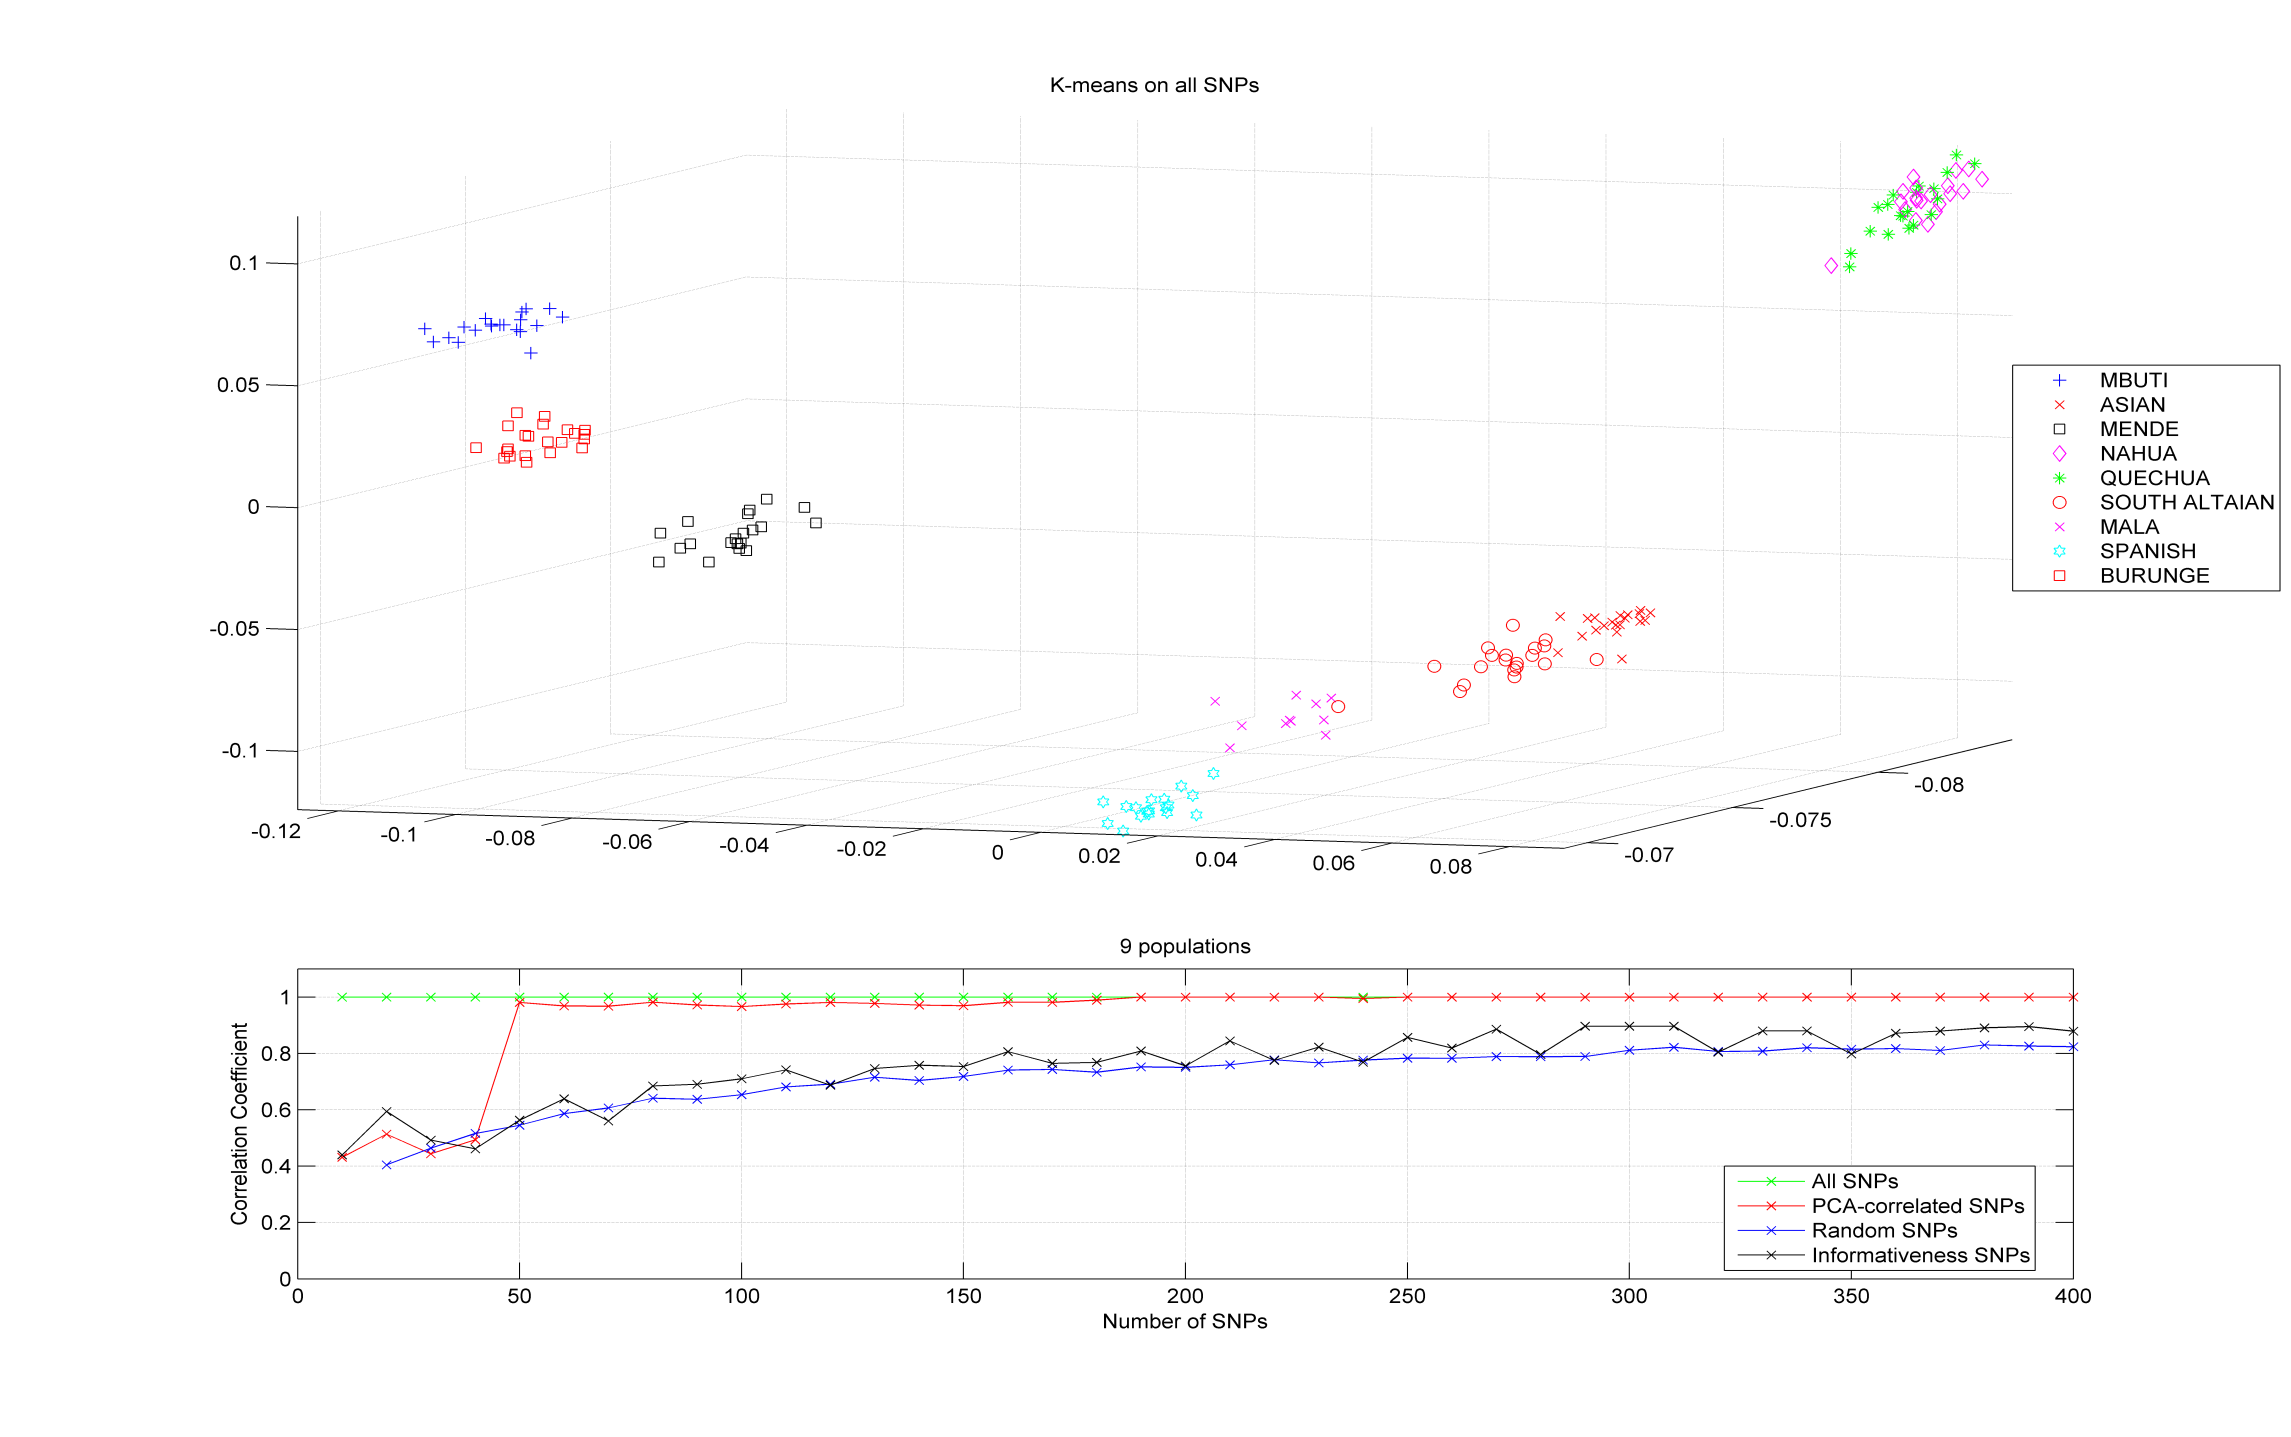 K-means on all SNPs
0.1
0.05
0
-0.05
-0.1
-0.12
-0.1
-0.08
-0.06
-0.04
-0.02
0
0.02
0.04
0.06
0.08
-0.07
-0.075
-0.08
MBUTI
ASIAN
MENDE
NAHUA
QUECHUA
SOUTH ALTAIAN
MALA
SPANISH
BURUNGE
9 populations
Correlation Coefficient
1
0.8
0.6
0.4
0.2
0
0 50 100 150 200 250 300 350 400
Number of SNPs
All SNPs
PCA-correlated SNPs
Random SNPs
Informativeness SNPs